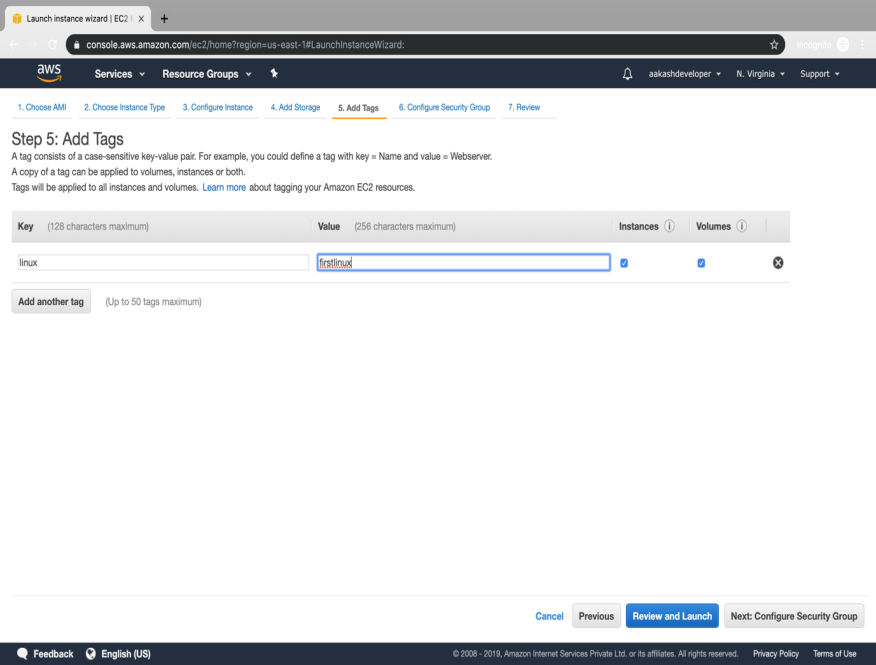 Launch instance wizard | EC2
console.aws.amazon.com/ec2/home?region=us-east-1#LaunchInstanceWizard:
Incognito
aws Services Resource Groups aakashdeveloper N. Virginia Support
1. Choose AMI 2. Choose Instance Type 3. Configure Instance 4. Add Storage 5. Add Tags 6. Configure Security Group 7. Review
Step 5: Add Tags
A tag consists of a case-sensitive key-value pair. For example, you could define a tag with key = Name and value = Webserver.
A copy of a tag can be applied to volumes, instances or both.
Tags will be applied to all instances and volumes. Learn more about tagging your Amazon EC2 resources.
Key (128 characters maximum) Value (256 characters maximum) Instances Volumes
linux firstlinux
Add another tag (Up to 50 tags maximum)
Cancel Previous Review and Launch Next: Configure Security Group
Feedback English (US) © 2008 - 2019, Amazon Internet Services Private Ltd. or its affiliates. All rights reserved. Privacy Policy Terms of Use